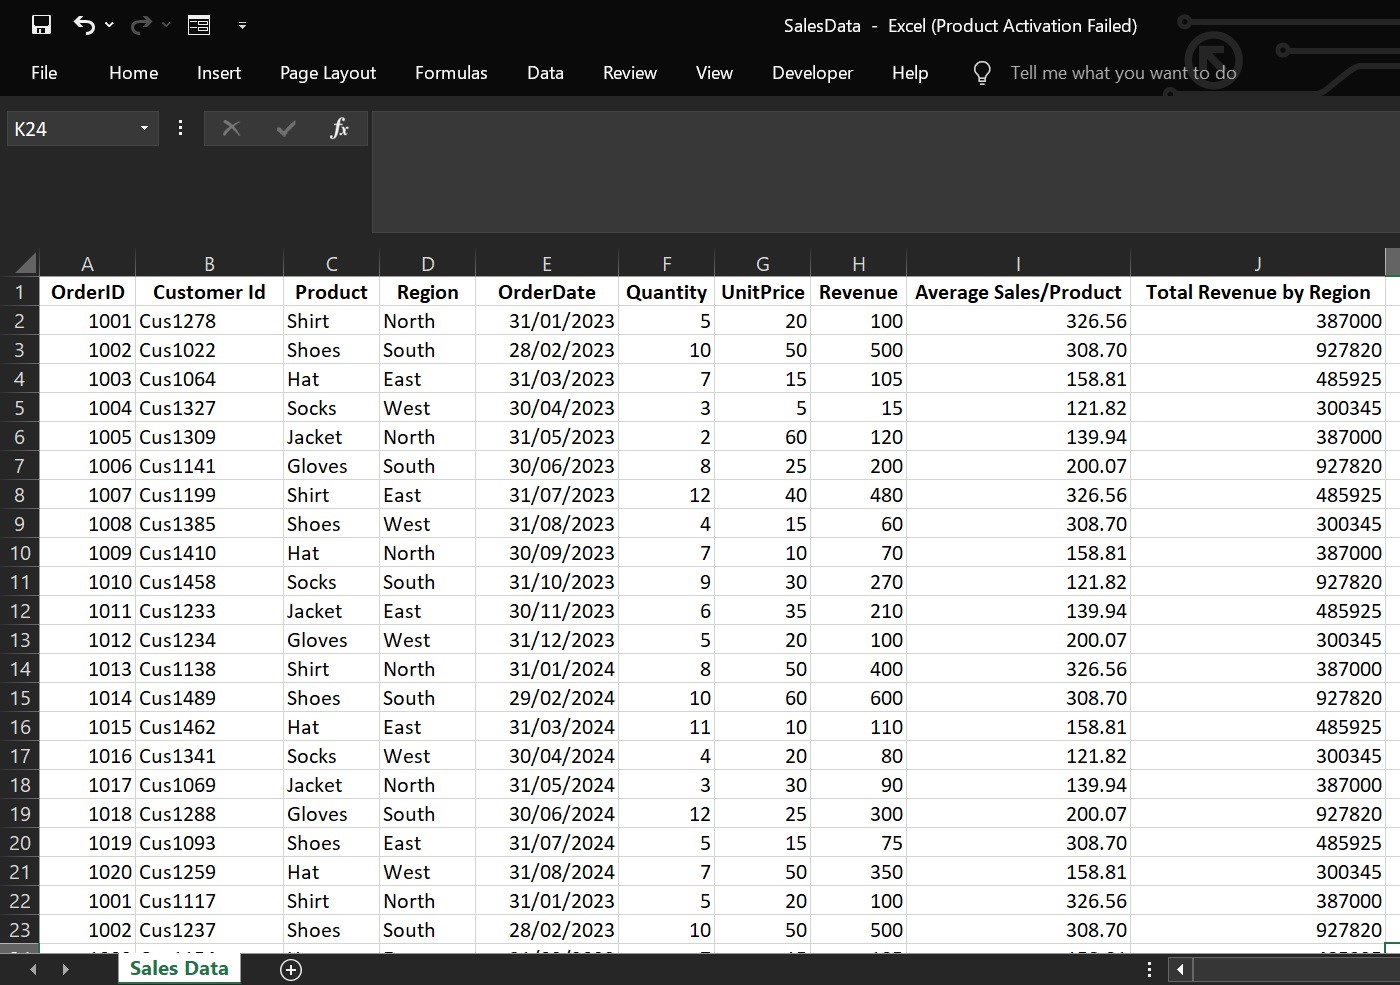 SalesData - Excel (Product Activation Failed)
File Home Insert Page Layout Formulas Data Review View Developer Help Tell me what you want to do
K24 fx
A B C D E F G H I J
1 OrderID Customer Id Product Region OrderDate Quantity UnitPrice Revenue Average Sales/Product Total Revenue by Region
2 1001 Cus1278 Shirt North 31/01/2023 5 20 100 326.56 387000
3 1002 Cus1022 Shoes South 28/02/2023 10 50 500 308.70 927820
4 1003 Cus1064 Hat East 31/03/2023 7 15 105 158.81 485925
5 1004 Cus1327 Socks West 30/04/2023 3 5 15 121.82 300345
6 1005 Cus1309 Jacket North 31/05/2023 2 60 120 139.94 387000
7 1006 Cus1141 Gloves South 30/06/2023 8 25 200 200.07 927820
8 1007 Cus1199 Shirt East 31/07/2023 12 40 480 326.56 485925
9 1008 Cus1385 Shoes West 31/08/2023 4 15 60 308.70 300345
10 1009 Cus1410 Hat North 30/09/2023 7 10 70 158.81 387000
11 1010 Cus1458 Socks South 31/10/2023 9 30 270 121.82 927820
12 1011 Cus1233 Jacket East 30/11/2023 6 35 210 139.94 485925
13 1012 Cus1234 Gloves West 31/12/2023 5 20 100 200.07 300345
14 1013 Cus1138 Shirt North 31/01/2024 8 50 400 326.56 387000
15 1014 Cus1489 Shoes South 29/02/2024 10 60 600 308.70 927820
16 1015 Cus1462 Hat East 31/03/2024 11 10 110 158.81 485925
17 1016 Cus1341 Socks West 30/04/2024 4 20 80 121.82 300345
18 1017 Cus1069 Jacket North 31/05/2024 3 30 90 139.94 387000
19 1018 Cus1288 Gloves South 30/06/2024 12 25 300 200.07 927820
20 1019 Cus1093 Shoes East 31/07/2024 5 15 75 308.70 485925
21 1020 Cus1259 Hat West 31/08/2024 7 50 350 158.81 300345
22 1001 Cus1117 Shirt North 31/01/2023 5 20 100 326.56 387000
23 1002 Cus1237 Shoes South 28/02/2023 10 50 500 308.70 927820
Sales Data